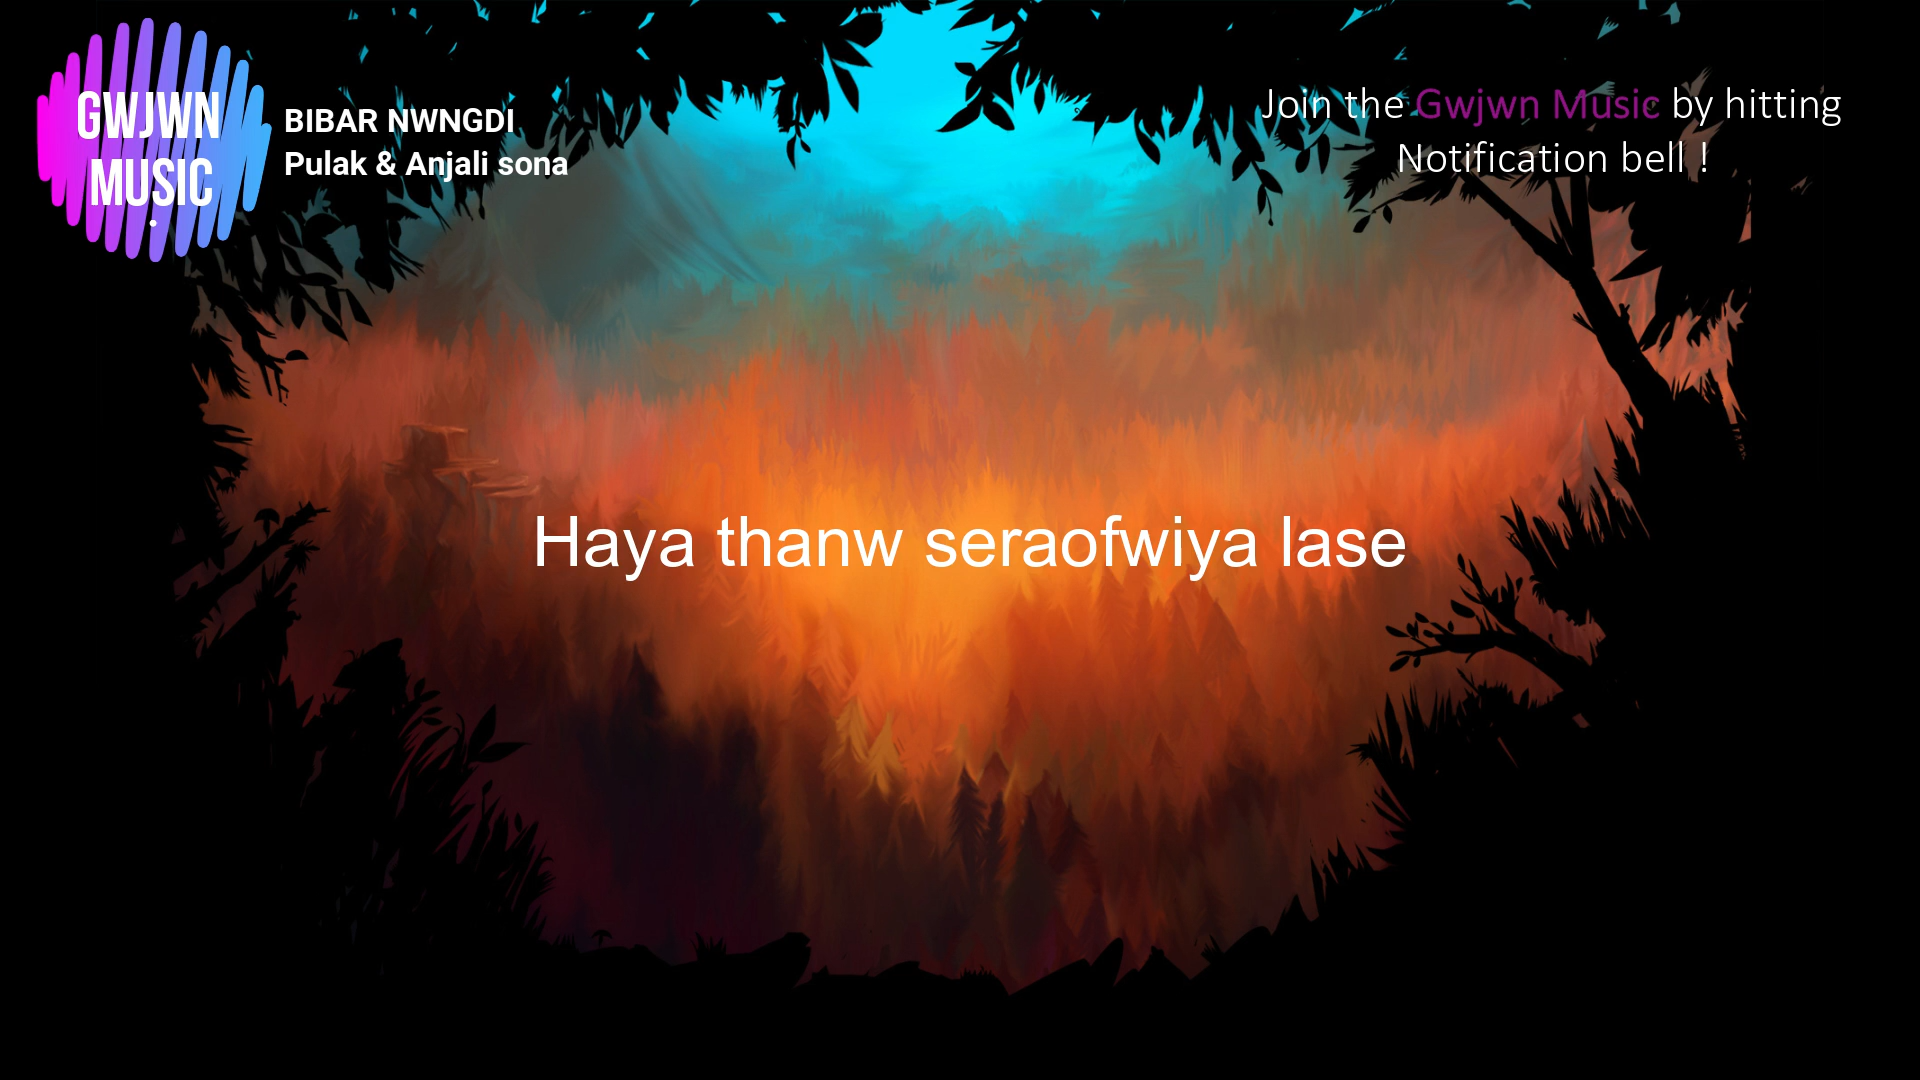 GWJWN
MUSIC
BIBAR NWNGDI
Pulak & Anjali sona
Join the Gwjwn Music by hitting
Notification bell !
Haya thanw seraofwiya lase